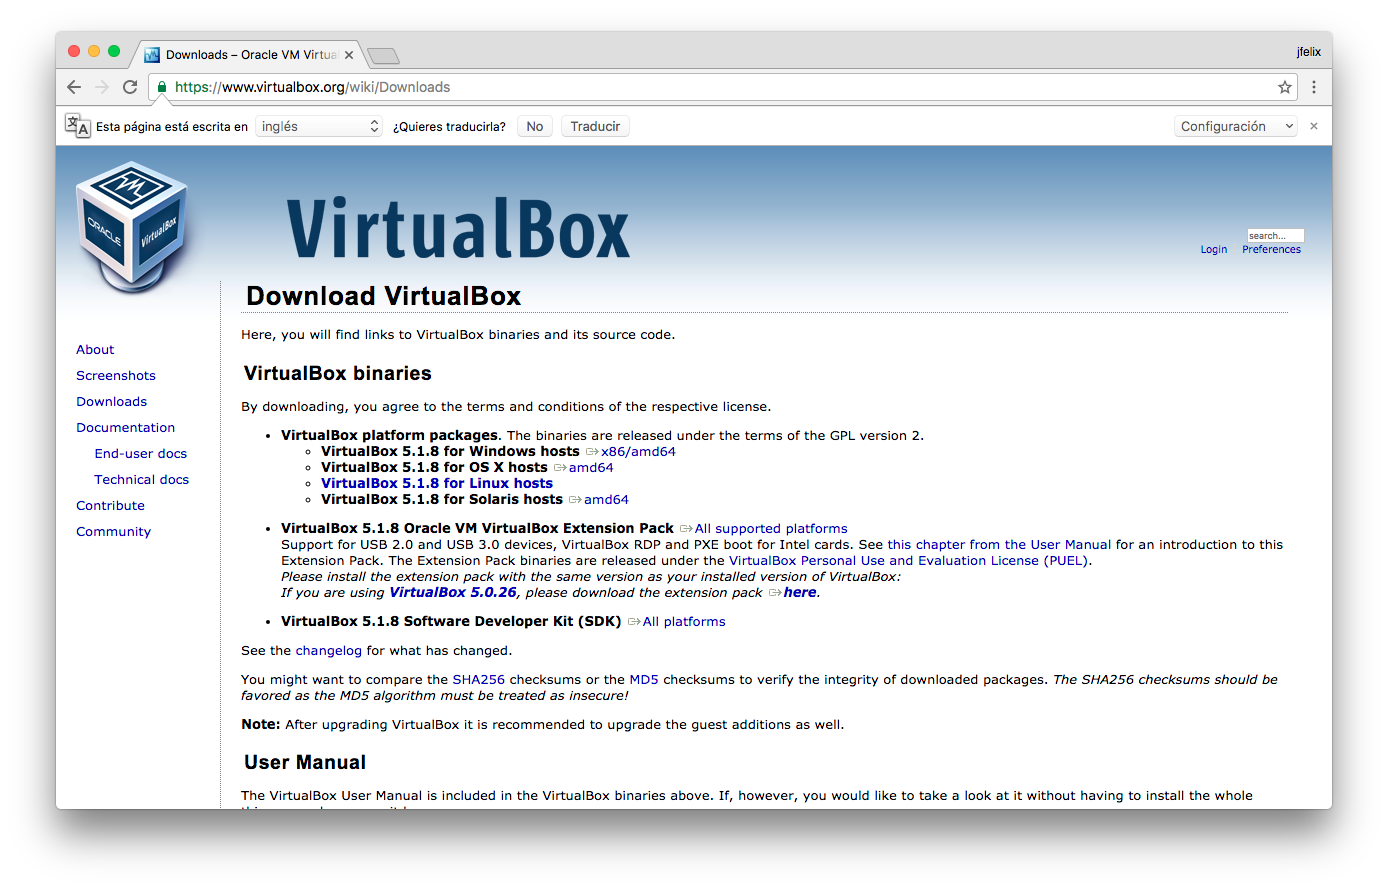 Downloads – Oracle VM Virtua
jfelix
https://www.virtualbox.org/wiki/Downloads
Esta página está escrita en inglés ¿Quieres traducirla? No Traducir Configuración
ORACLE
VirtualBox
VirtualBox
search...
Login Preferences
About
Screenshots
Downloads
Documentation
End-user docs
Technical docs
Contribute
Community
Download VirtualBox
Here, you will find links to VirtualBox binaries and its source code.
VirtualBox binaries
By downloading, you agree to the terms and conditions of the respective license.
• VirtualBox platform packages. The binaries are released under the terms of the GPL version 2.
◦ VirtualBox 5.1.8 for Windows hosts x86/amd64
◦ VirtualBox 5.1.8 for OS X hosts amd64
◦ VirtualBox 5.1.8 for Linux hosts
◦ VirtualBox 5.1.8 for Solaris hosts amd64
• VirtualBox 5.1.8 Oracle VM VirtualBox Extension Pack All supported platforms
Support for USB 2.0 and USB 3.0 devices, VirtualBox RDP and PXE boot for Intel cards. See this chapter from the User Manual for an introduction to this
Extension Pack. The Extension Pack binaries are released under the VirtualBox Personal Use and Evaluation License (PUEL).
Please install the extension pack with the same version as your installed version of VirtualBox:
If you are using VirtualBox 5.0.26, please download the extension pack here.
• VirtualBox 5.1.8 Software Developer Kit (SDK) All platforms
See the changelog for what has changed.
You might want to compare the SHA256 checksums or the MD5 checksums to verify the integrity of downloaded packages. The SHA256 checksums should be
favored as the MD5 algorithm must be treated as insecure!
Note: After upgrading VirtualBox it is recommended to upgrade the guest additions as well.
User Manual
The VirtualBox User Manual is included in the VirtualBox binaries above. If, however, you would like to take a look at it without having to install the whole